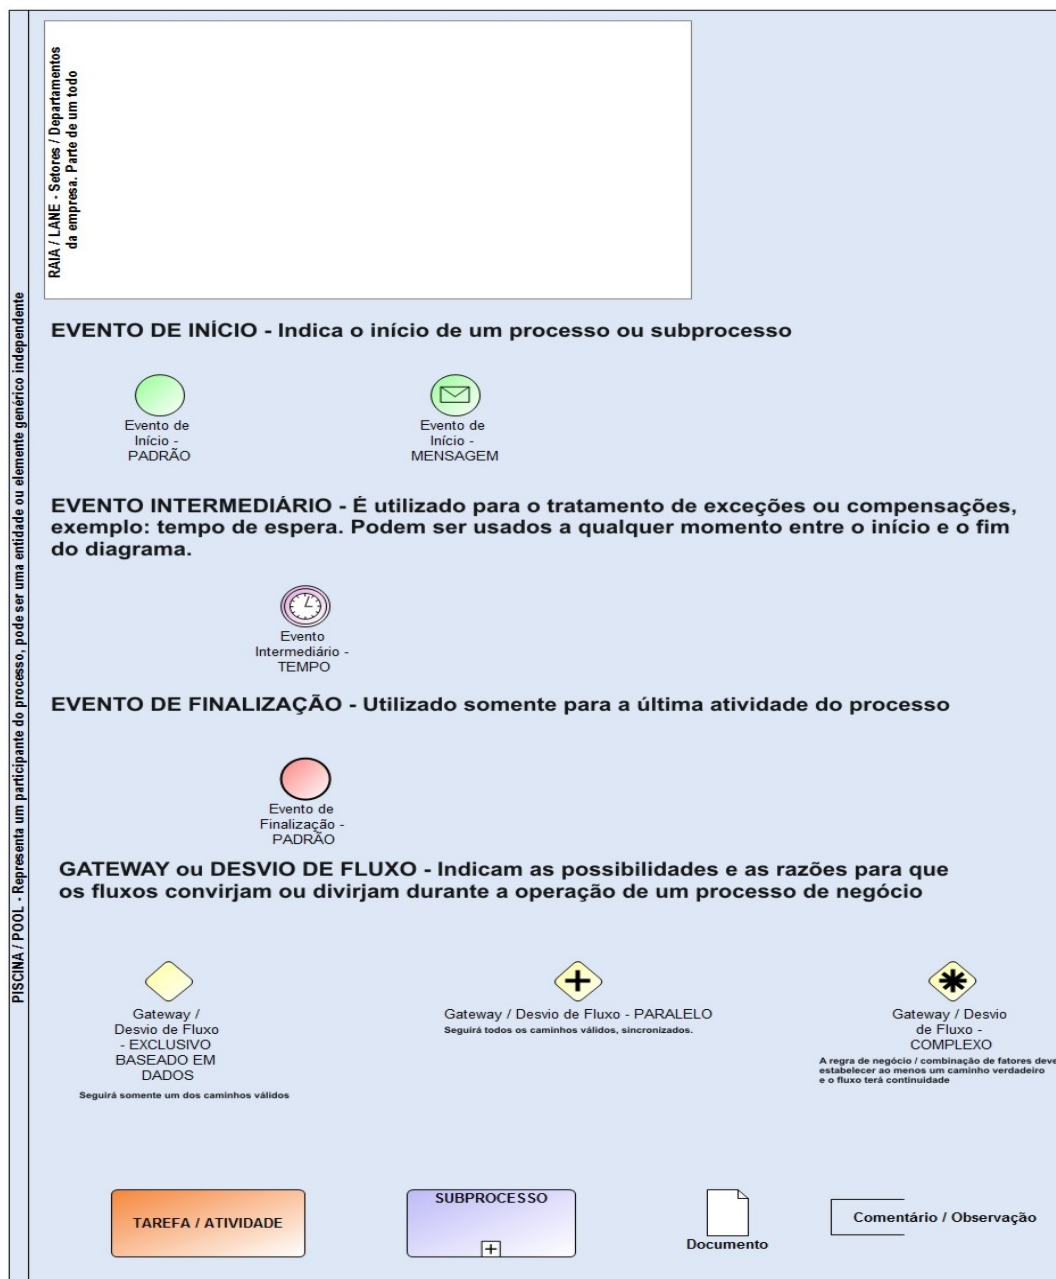 PISCINA / POOL - Representa um participante do processo, pode ser uma entidade ou elemente genérico independente
RAIA / LANE - Setores / Departamentos
da empresa. Parte de um todo
EVENTO DE INÍCIO - Indica o início de um processo ou subprocesso
Evento de
Início -
PADRÃO
Evento de
Início -
MENSAGEM
EVENTO INTERMEDIÁRIO - É utilizado para o tratamento de exceções ou compensações,
exemplo: tempo de espera. Podem ser usados a qualquer momento entre o início e o fim
do diagrama.
Evento
Intermediário -
TEMPO
EVENTO DE FINALIZAÇÃO - Utilizado somente para a última atividade do processo
Evento de
Finalização -
PADRÃO
GATEWAY ou DESVIO DE FLUXO - Indicam as possibilidades e as razões para que
os fluxos convirjam ou divirjam durante a operação de um processo de negócio
Gateway /
Desvio de Fluxo
- EXCLUSIVO
BASEADO EM
DADOS
Seguirá somente um dos caminhos válidos
Gateway / Desvio de Fluxo - PARALELO
Seguirá todos os caminhos válidos, sincronizados.
Gateway / Desvio
de Fluxo -
COMPLEXO
A regra de negócio / combinação de fatores deve
estabelecer ao menos um caminho verdadeiro
e o fluxo terá continuidade
TAREFA / ATIVIDADE
SUBPROCESSO
Documento
Comentário / Observação